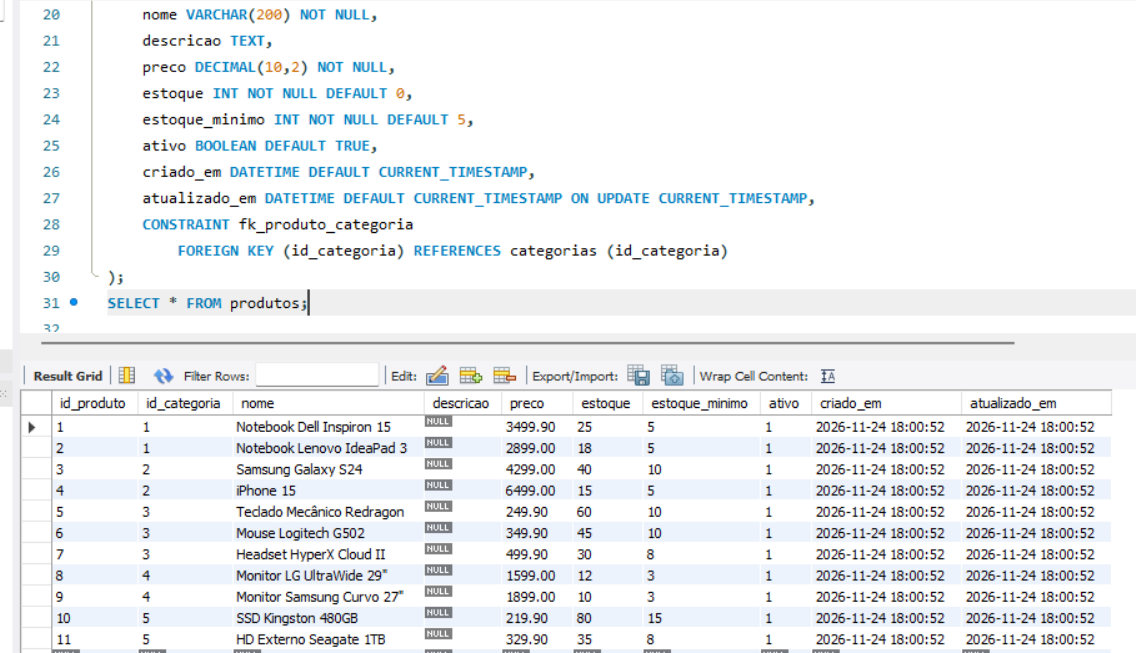 20 nome VARCHAR(200) NOT NULL,
21 descricao TEXT,
22 preco DECIMAL(10,2) NOT NULL,
23 estoque INT NOT NULL DEFAULT 0,
24 estoque_minimo INT NOT NULL DEFAULT 5,
25 ativo BOOLEAN DEFAULT TRUE,
26 criado_em DATETIME DEFAULT CURRENT_TIMESTAMP,
27 atualizado_em DATETIME DEFAULT CURRENT_TIMESTAMP ON UPDATE CURRENT_TIMESTAMP,
28 CONSTRAINT fk_produto_categoria
29 FOREIGN KEY (id_categoria) REFERENCES categorias (id_categoria)
30 );
31 SELECT * FROM produtos;
32
Result Grid Filter Rows: Edit: Export/Import: Wrap Cell Content: IA
id_produto id_categoria nome descricao preco estoque estoque_minimo ativo criado_em atualizado_em
1 1 Notebook Dell Inspiron 15 NULL 3499.90 25 5 1 2026-11-24 18:00:52 2026-11-24 18:00:52
2 1 Notebook Lenovo IdeaPad 3 NULL 2899.00 18 5 1 2026-11-24 18:00:52 2026-11-24 18:00:52
3 2 Samsung Galaxy S24 NULL 4299.00 40 10 1 2026-11-24 18:00:52 2026-11-24 18:00:52
4 2 iPhone 15 NULL 6499.00 15 5 1 2026-11-24 18:00:52 2026-11-24 18:00:52
5 3 Teclado Mecânico Redragon NULL 249.90 60 10 1 2026-11-24 18:00:52 2026-11-24 18:00:52
6 3 Mouse Logitech G502 NULL 349.90 45 10 1 2026-11-24 18:00:52 2026-11-24 18:00:52
7 3 Headset HyperX Cloud II NULL 499.90 30 8 1 2026-11-24 18:00:52 2026-11-24 18:00:52
8 4 Monitor LG UltraWide 29" NULL 1599.00 12 3 1 2026-11-24 18:00:52 2026-11-24 18:00:52
9 4 Monitor Samsung Curvo 27" NULL 1899.00 10 3 1 2026-11-24 18:00:52 2026-11-24 18:00:52
10 5 SSD Kingston 480GB NULL 219.90 80 15 1 2026-11-24 18:00:52 2026-11-24 18:00:52
11 5 HD Externo Seagate 1TB NULL 329.90 35 8 1 2026-11-24 18:00:52 2026-11-24 18:00:52